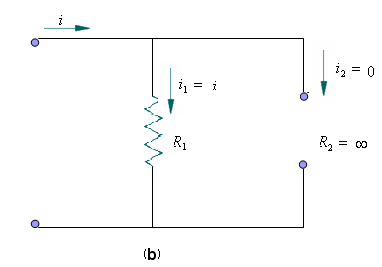 i
i₁ = i
i₂ = 0
R₁
R₂ = ∞
(b)